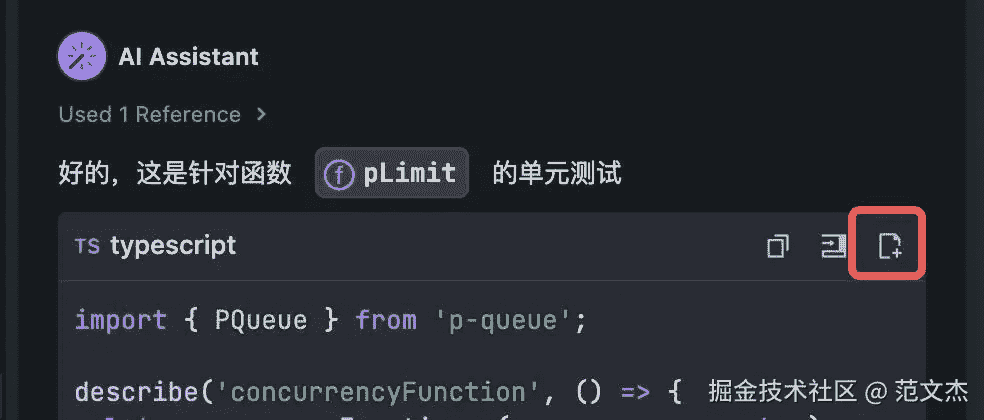 AI Assistant
Used 1 Reference >
好的，这是针对函数 f pLimit 的单元测试
TS typescript
import { PQueue } from 'p-queue';
describe('concurrencyFunction', () => {
掘金技术社区 @ 范文杰